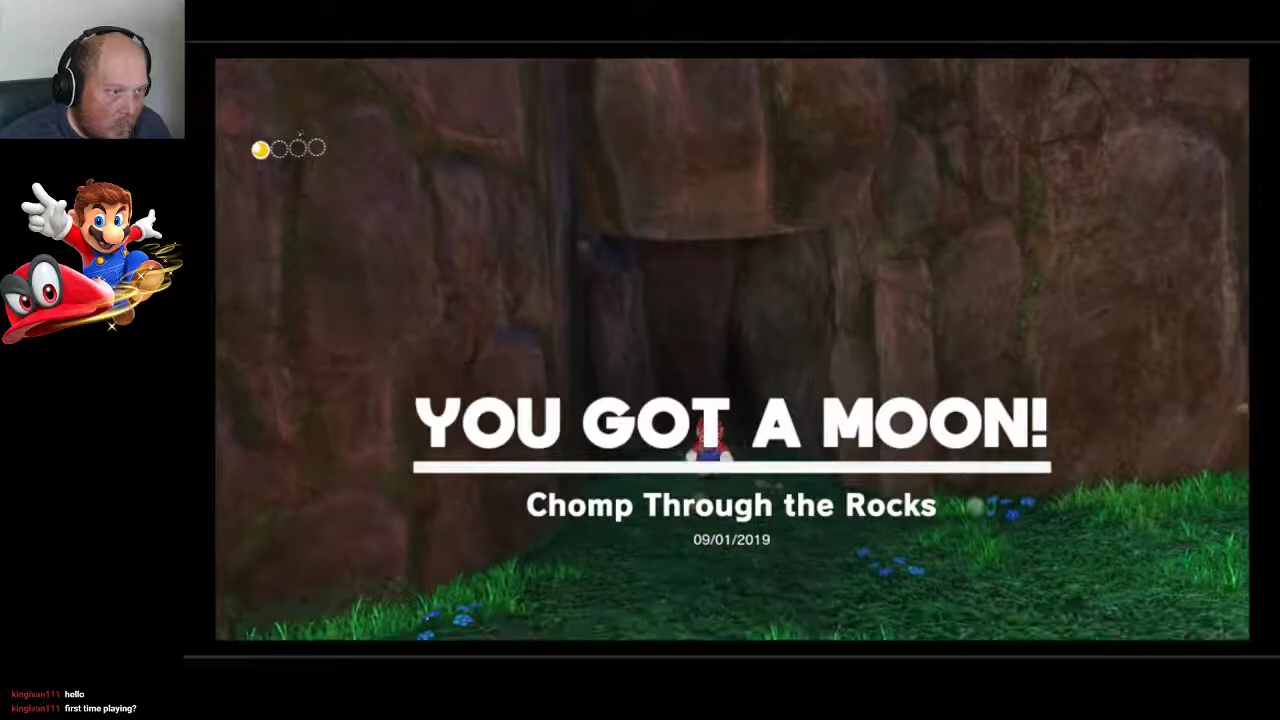 YOU GOT A MOON!
Chomp Through the Rocks
09/01/2019
kingivan111 hello
kingivan111 first time playing?